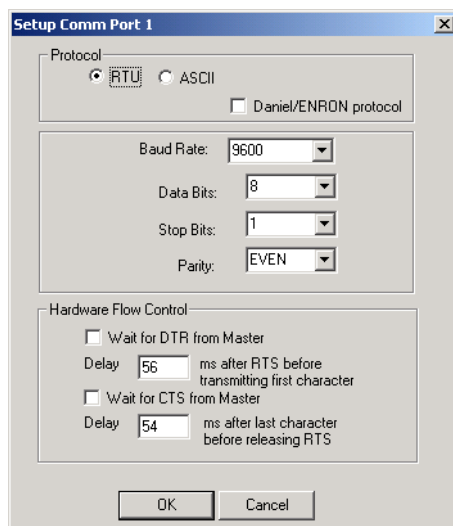 Setup Comm Port 1
Protocol
RTU ASCII
Daniel/ENRON protocol
Baud Rate: 9600
Data Bits: 8
Stop Bits: 1
Parity: EVEN
Hardware Flow Control
Wait for DTR from Master
Delay 56 ms after RTS before
transmitting first character
Wait for CTS from Master
Delay 54 ms after last character
before releasing RTS
OK Cancel